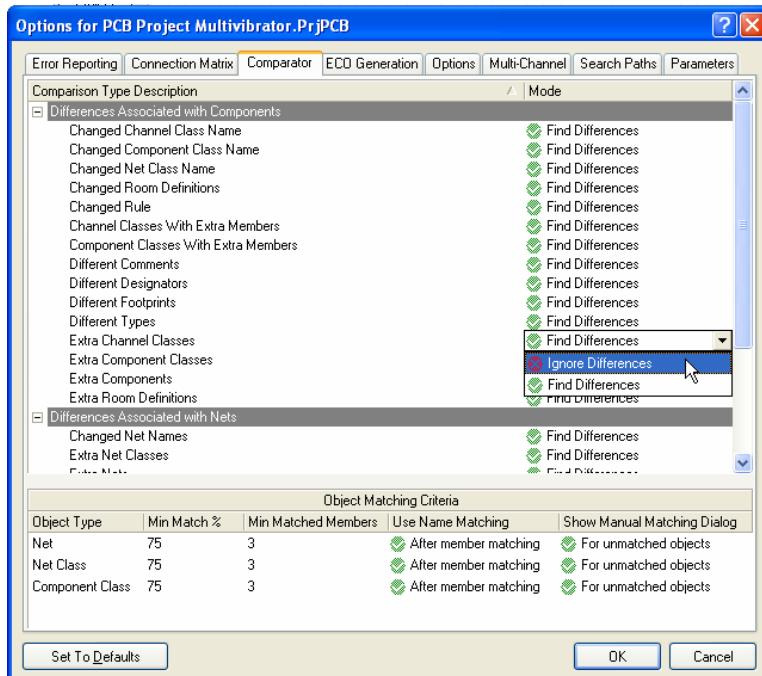 Options for PCB Project Multivibrator.PrjPCB
Error Reporting Connection Matrix Comparator ECO Generation Options Multi-Channel Search Paths Parameters
Comparison Type Description Mode
Differences Associated with Components
Changed Channel Class Name Find Differences
Changed Component Class Name Find Differences
Changed Net Class Name Find Differences
Changed Room Definitions Find Differences
Changed Rule Find Differences
Channel Classes With Extra Members Find Differences
Component Classes With Extra Members Find Differences
Different Comments Find Differences
Different Designators Find Differences
Different Footprints Find Differences
Different Types Find Differences
Extra Channel Classes Find Differences
Extra Component Classes Ignore Differences
Extra Components Find Differences
Extra Room Definitions Find Differences
Differences Associated with Nets
Changed Net Names Find Differences
Extra Net Classes Find Differences
Extra Nets Find Differences
Object Matching Criteria
Object Type Min Match % Min Matched Members Use Name Matching Show Manual Matching Dialog
Net 75 3 After member matching For unmatched objects
Net Class 75 3 After member matching For unmatched objects
Component Class 75 3 After member matching For unmatched objects
Set To Defaults OK Cancel